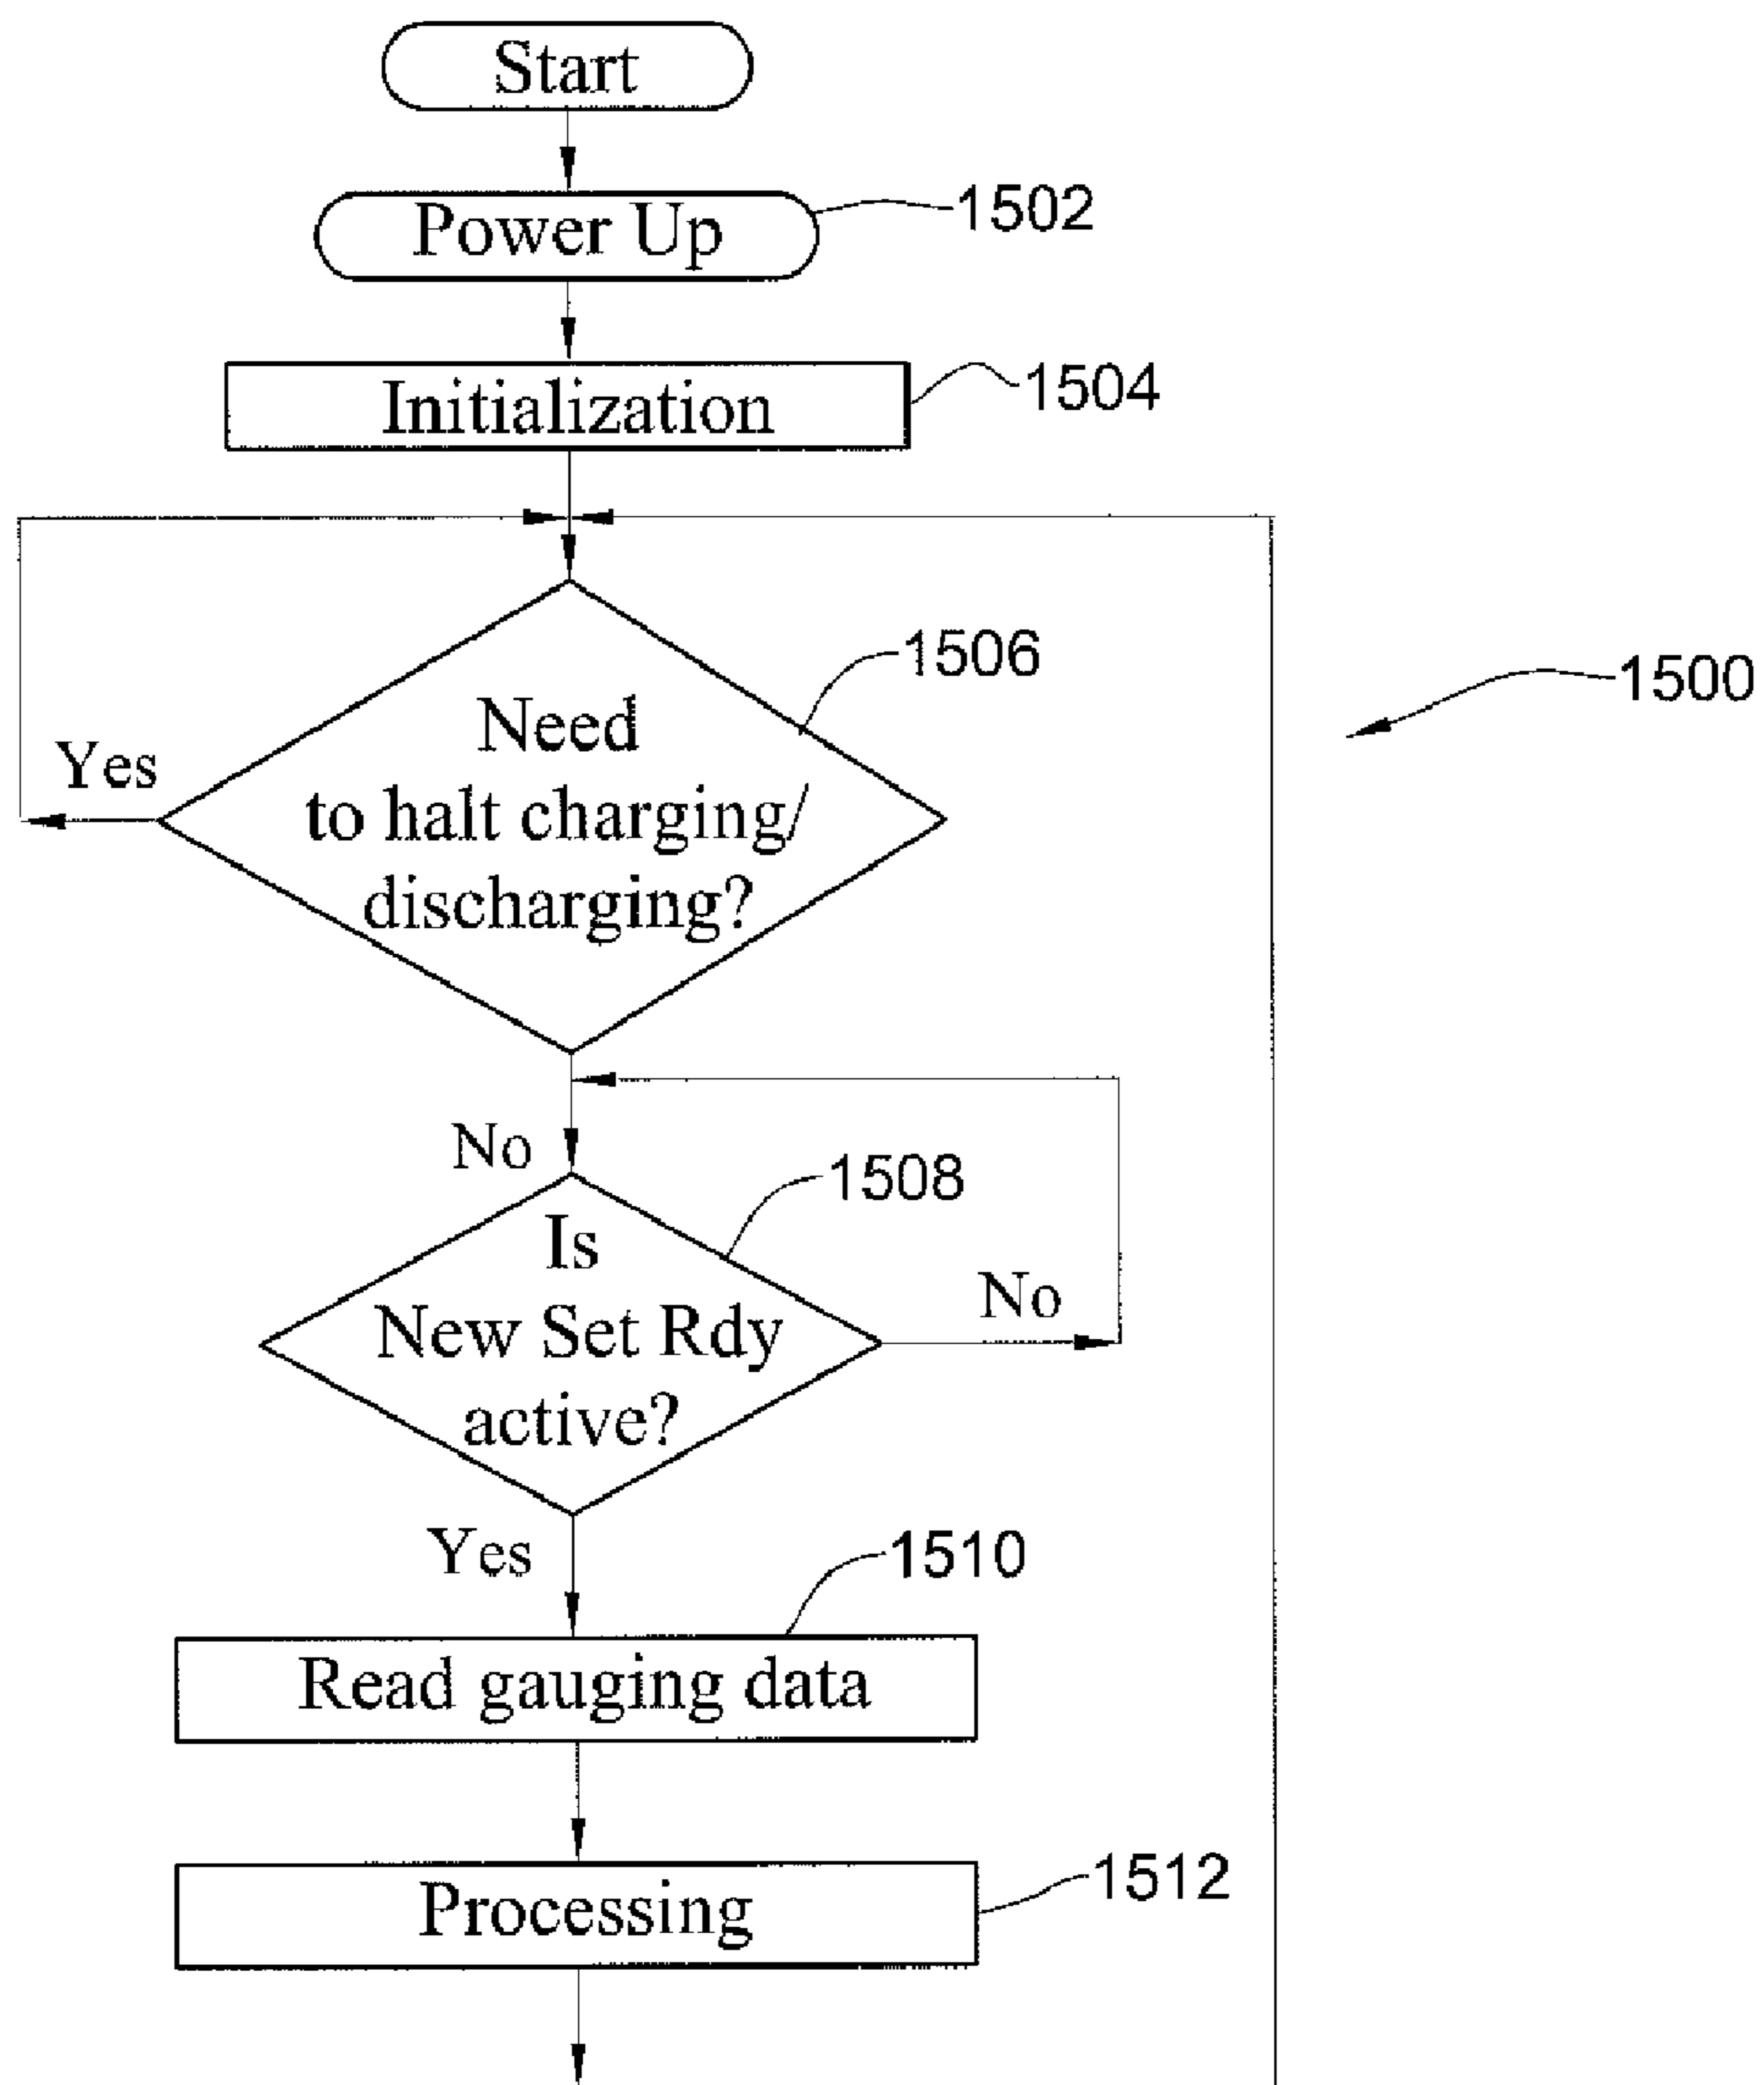 Start
Power Up
1502
Initialization
1504
1506
Need
to halt charging/
discharging?
Yes
1500
No
1508
Is
New Set Rdy
active?
No
Yes
1510
Read gauging data
1512
Processing